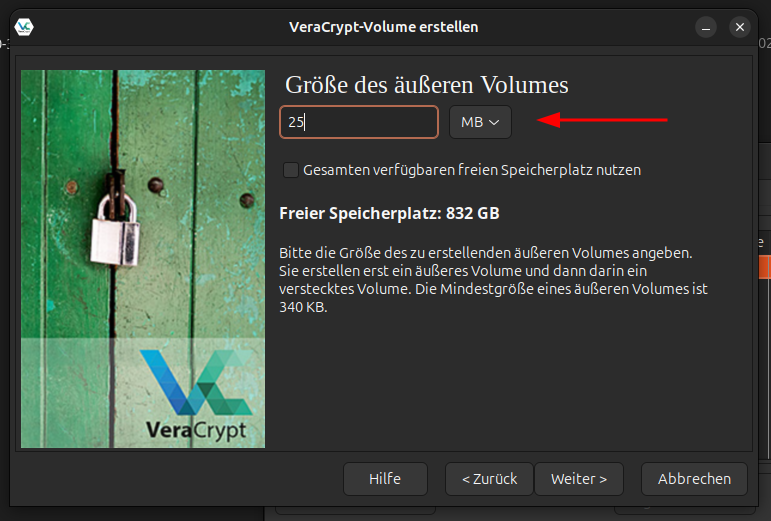 VeraCrypt-Volume erstellen
Größe des äußeren Volumes
25
MB
Gesamten verfügbaren freien Speicherplatz nutzen
Freier Speicherplatz: 832 GB
Bitte die Größe des zu erstellenden äußeren Volumes angeben.
Sie erstellen erst ein äußeres Volume und dann darin ein
verstecktes Volume. Die Mindestgröße eines äußeren Volumes ist
340 KB.
VeraCrypt
Hilfe
< Zurück
Weiter >
Abbrechen